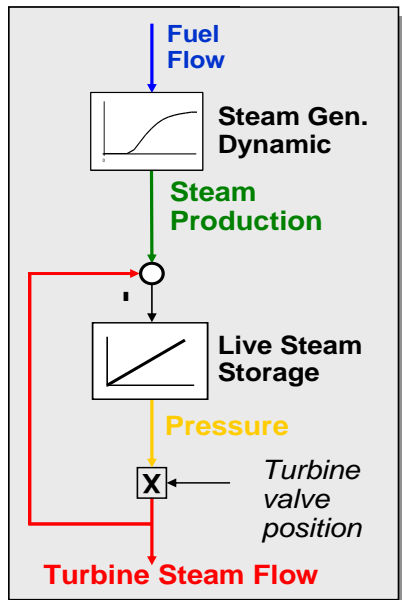 Fuel
Flow
Steam Gen.
Dynamic
Steam
Production
Live Steam
Storage
Pressure
X
Turbine
valve
position
Turbine Steam Flow